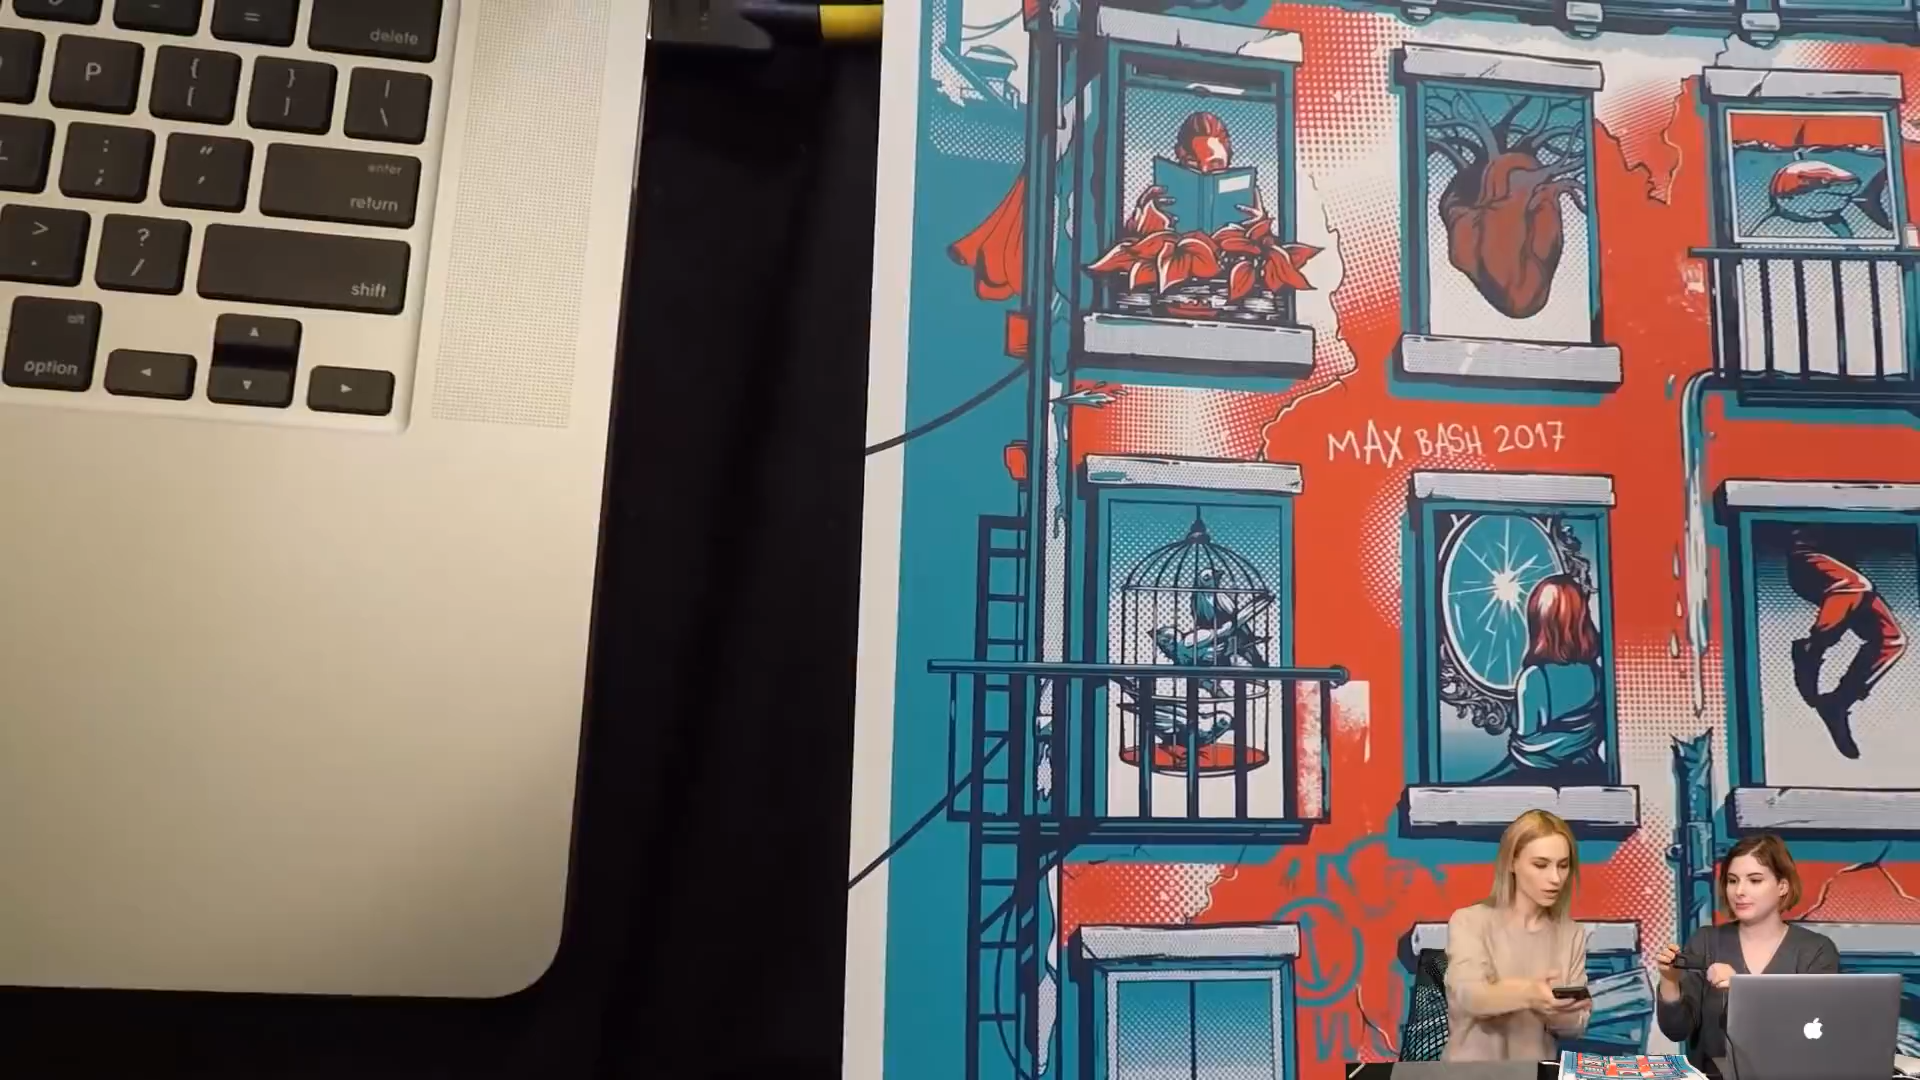 delete
=
P
{
[
}
]
|
\
:
;
"
'
enter
return
>
.
?
/
shift
alt
option
MAX BASH 2017